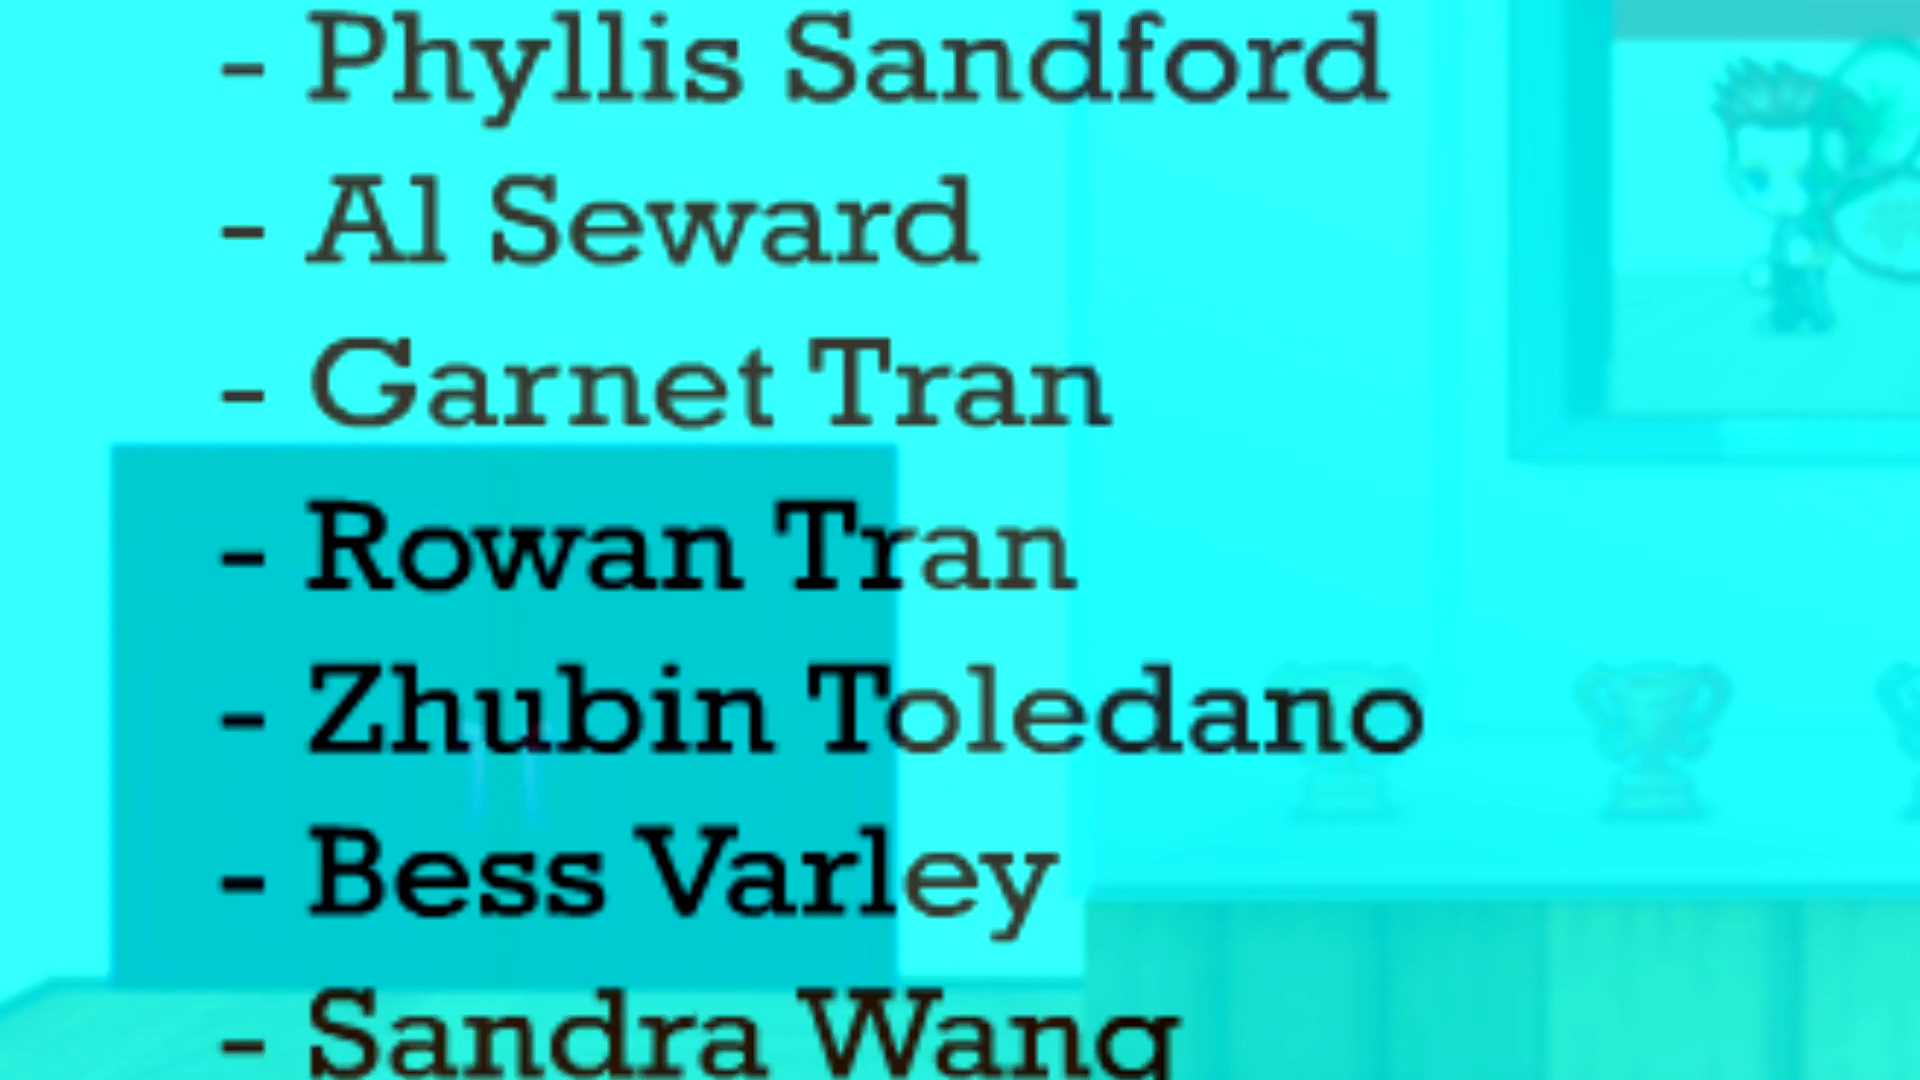 - Phyllis Sandford
- Al Seward
- Garnet Tran
- Rowan Tran
- Zhubin Toledano
- Bess Varley
- Sandra Wang